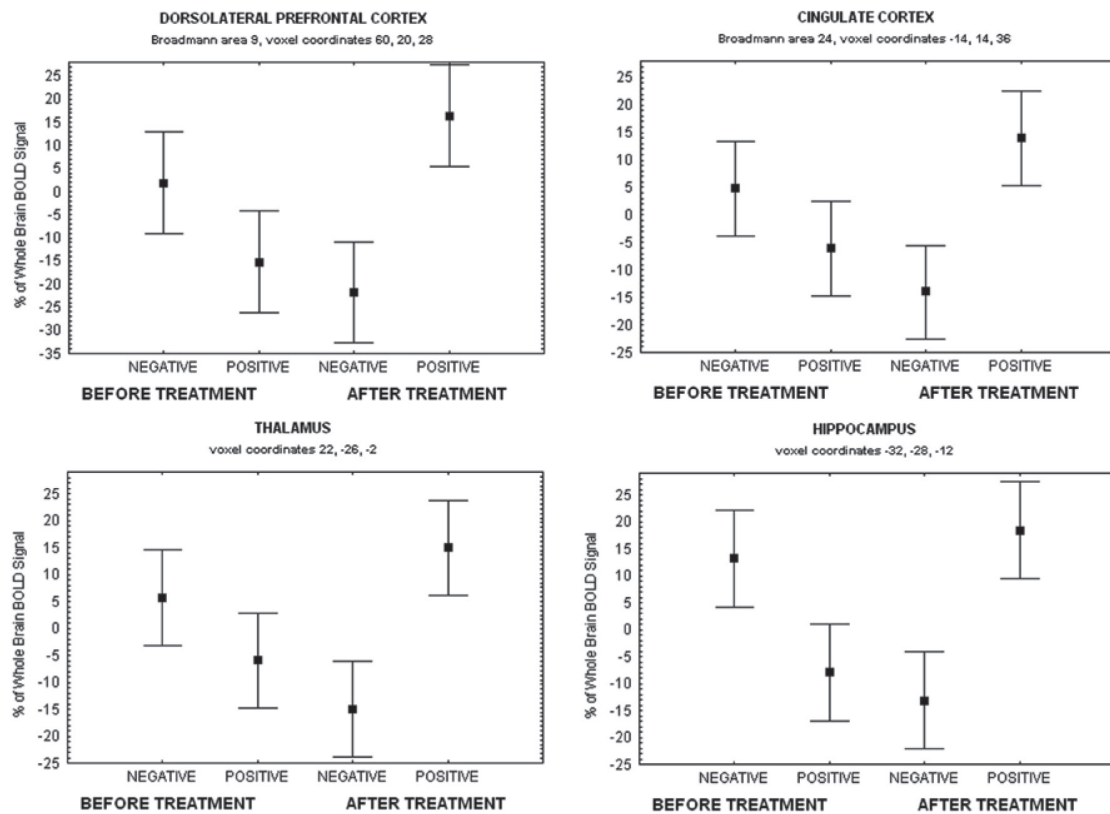 DORSOLATERAL PREFRONTAL CORTEX
Broadmann area 9, voxel coordinates 60, 20, 28
% of Whole Brain BOLD Signal
25
20
15
10
5
0
-5
-10
-15
-20
-25
-30
-35
NEGATIVE POSITIVE NEGATIVE POSITIVE
BEFORE TREATMENT AFTER TREATMENT
CINGULATE CORTEX
Broadmann area 24, voxel coordinates -14, 14, 36
25
20
15
10
5
0
-5
-10
-15
-20
-25
NEGATIVE POSITIVE NEGATIVE POSITIVE
BEFORE TREATMENT AFTER TREATMENT
THALAMUS
voxel coordinates 22, -26, -2
% of Whole Brain BOLD Signal
25
20
15
10
5
0
-5
-10
-15
-20
-25
NEGATIVE POSITIVE NEGATIVE POSITIVE
BEFORE TREATMENT AFTER TREATMENT
HIPPOCAMPUS
voxel coordinates -32, -28, -12
% of Whole Brain BOLD Signal
25
20
15
10
5
0
-5
-10
-15
-20
-25
NEGATIVE POSITIVE NEGATIVE POSITIVE
BEFORE TREATMENT AFTER TREATMENT